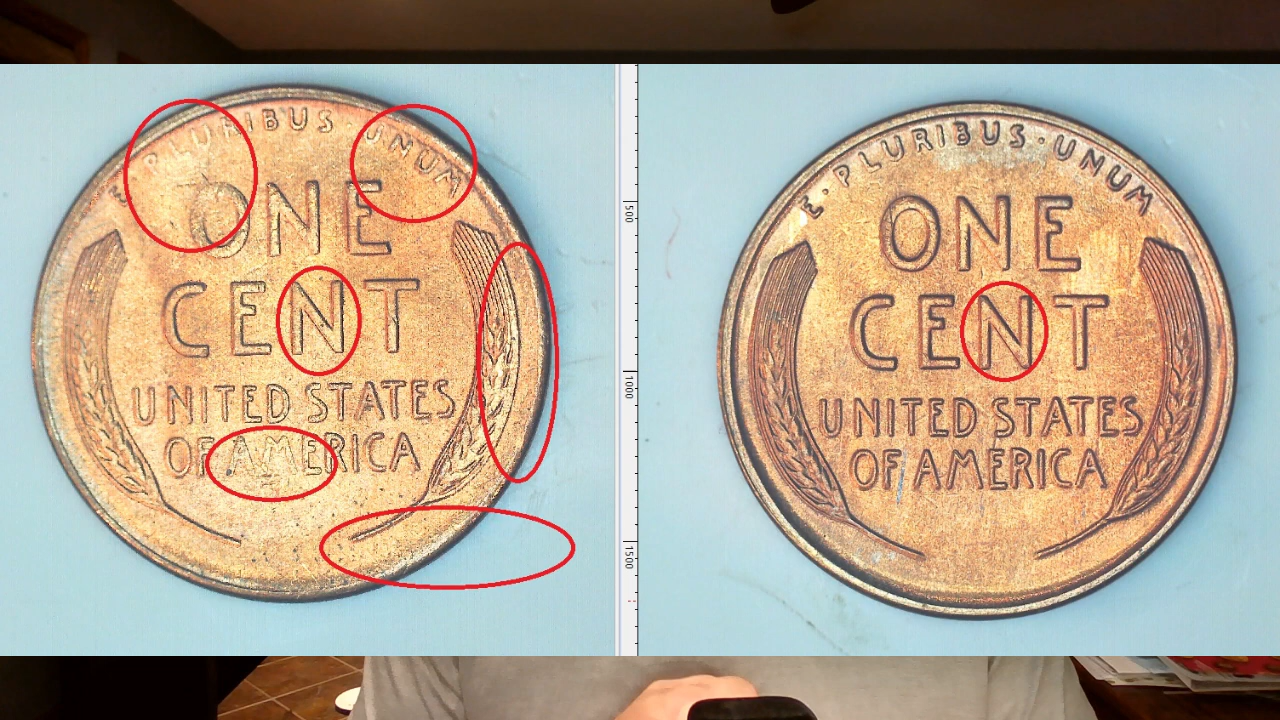 E·PLURIBUS·UNUM
ONE
CENT
UNITED STATES
OF AMERICA
500
1000
1500
E·PLURIBUS·UNUM
ONE
CENT
UNITED STATES
OF AMERICA